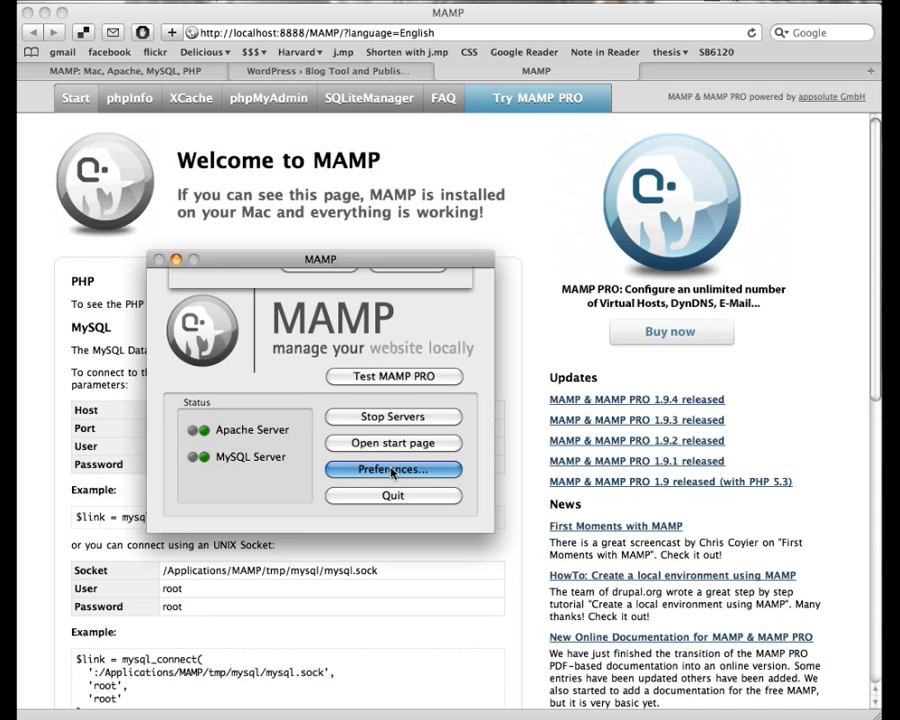 MAMP
http://localhost:8888/MAMP/?language=English
Google
gmail facebook flickr Delicious $$$ Harvard j.mp Shorten with j.mp CSS Google Reader Note in Reader thesis SB6120
MAMP: Mac, Apache, MySQL, PHP WordPress › Blog Tool and Publis... MAMP
Start phpInfo XCache phpMyAdmin SQLiteManager FAQ Try MAMP PRO MAMP & MAMP PRO powered by appsolute GmbH
Welcome to MAMP
If you can see this page, MAMP is installed
on your Mac and everything is working!
PHP
To see the PHP
MySQL
The MySQL Data
To connect to th
parameters:
Host
Port
User
Password
Example:
$link = mysq
or you can connect using an UNIX Socket:
Socket /Applications/MAMP/tmp/mysql/mysql.sock
User root
Password root
Example:
$link = mysql_connect(
':/Applications/MAMP/tmp/mysql/mysql.sock',
'root',
'root'
MAMP
MAMP
manage your website locally
Test MAMP PRO
Status
Apache Server
MySQL Server
Stop Servers
Open start page
Preferences...
Quit
MAMP PRO: Configure an unlimited number
of Virtual Hosts, DynDNS, E-Mail...
Buy now
Updates
MAMP & MAMP PRO 1.9.4 released
MAMP & MAMP PRO 1.9.3 released
MAMP & MAMP PRO 1.9.2 released
MAMP & MAMP PRO 1.9.1 released
MAMP & MAMP PRO 1.9 released (with PHP 5.3)
News
First Moments with MAMP
There is a great screencast by Chris Coyier on "First
Moments with MAMP". Check it out!
HowTo: Create a local environment using MAMP
The team of drupal.org wrote a great step by step
tutorial "Create a local environment using MAMP". Many
thanks! Check it out!
New Online Documentation for MAMP & MAMP PRO
We have just finished the transition of the MAMP PRO
PDF-based documentation into an online version. Some
entries have been updated others have been added. We
also started to add a documentation for the free MAMP,
but it is very basic yet.